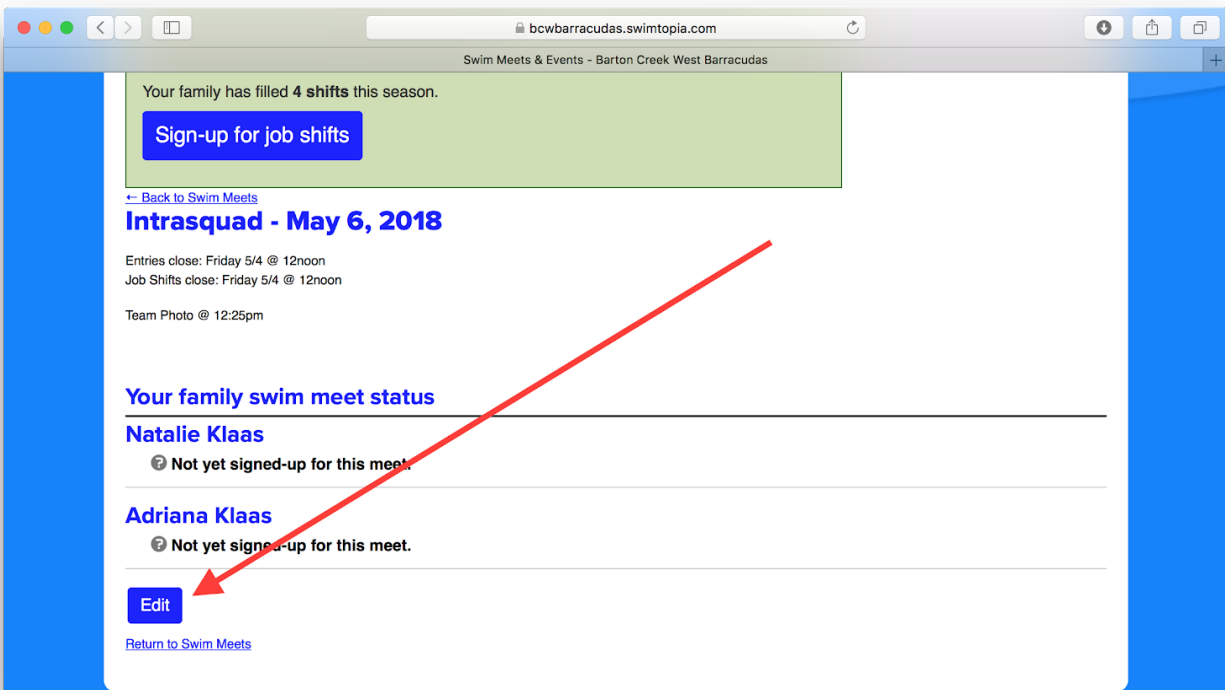 bcwbarracudas.swimtopia.com
Swim Meets & Events - Barton Creek West Barracudas
Your family has filled 4 shifts this season.
Sign-up for job shifts
← Back to Swim Meets
Intrasquad - May 6, 2018
Entries close: Friday 5/4 @ 12noon
Job Shifts close: Friday 5/4 @ 12noon
Team Photo @ 12:25pm
Your family swim meet status
Natalie Klaas
? Not yet signed-up for this meet.
Adriana Klaas
? Not yet signed-up for this meet.
Edit
Return to Swim Meets